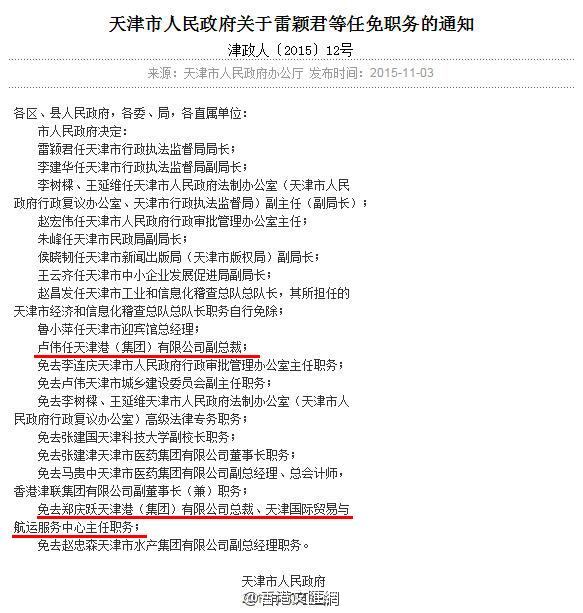 天津市人民政府关于雷颖君等任免职务的通知
津政人〔2015〕12号
来源：天津市人民政府办公厅 发布时间：2015-11-03
各区、县人民政府，各委、局，各直属单位：
市人民政府决定：
雷颖君任天津市行政执法监督局局长；
李建华任天津市行政执法监督局副局长；
李树樑、王延维任天津市人民政府法制办公室（天津市人民
政府行政复议办公室、天津市行政执法监督局）副主任（副局长）；
赵宏伟任天津市人民政府行政审批管理办公室主任；
朱峰任天津市民政局副局长；
侯晓韧任天津市新闻出版局（天津市版权局）副局长；
王云齐任天津市中小企业发展促进局副局长；
赵昌发任天津市工业和信息化稽查总队总队长，其所担任的
天津市经济和信息化稽查总队总队长职务自行免除；
鲁小萍任天津市迎宾馆总经理；
卢伟任天津港（集团）有限公司副总裁；
免去李连庆天津市人民政府行政审批管理办公室主任职务；
免去卢伟天津市城乡建设委员会副主任职务；
免去李树樑、王延维天津市人民政府法制办公室（天津市人
民政府行政复议办公室）高级法律专务职务；
免去张建国天津科技大学副校长职务；
免去张建津天津市医药集团有限公司董事长职务；
免去马贵中天津市医药集团有限公司副总经理、总会计师，
香港津联集团有限公司副董事长（兼）职务；
免去郑庆跃天津港（集团）有限公司总裁、天津国际贸易与
航运服务中心主任职务；
免去赵忠森天津市水产集团有限公司副总经理职务。
天津市人民政府
@香港文匯網